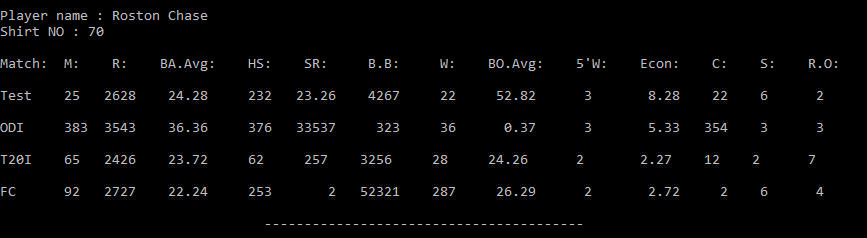 Player name : Roston Chase
Shirt NO : 70
Match: M: R: BA.Avg: HS: SR: B.B: W: BO.Avg: 5'W: Econ: C: S: R.O:
Test 25 2628 24.28 232 23.26 4267 22 52.82 3 8.28 22 6 2
ODI 383 3543 36.36 376 33537 323 36 0.37 3 5.33 354 3 3
T20I 65 2426 23.72 62 257 3256 28 24.26 2 2.27 12 2 7
FC 92 2727 22.24 253 2 52321 287 26.29 2 2.72 2 6 4
----------------------------------------